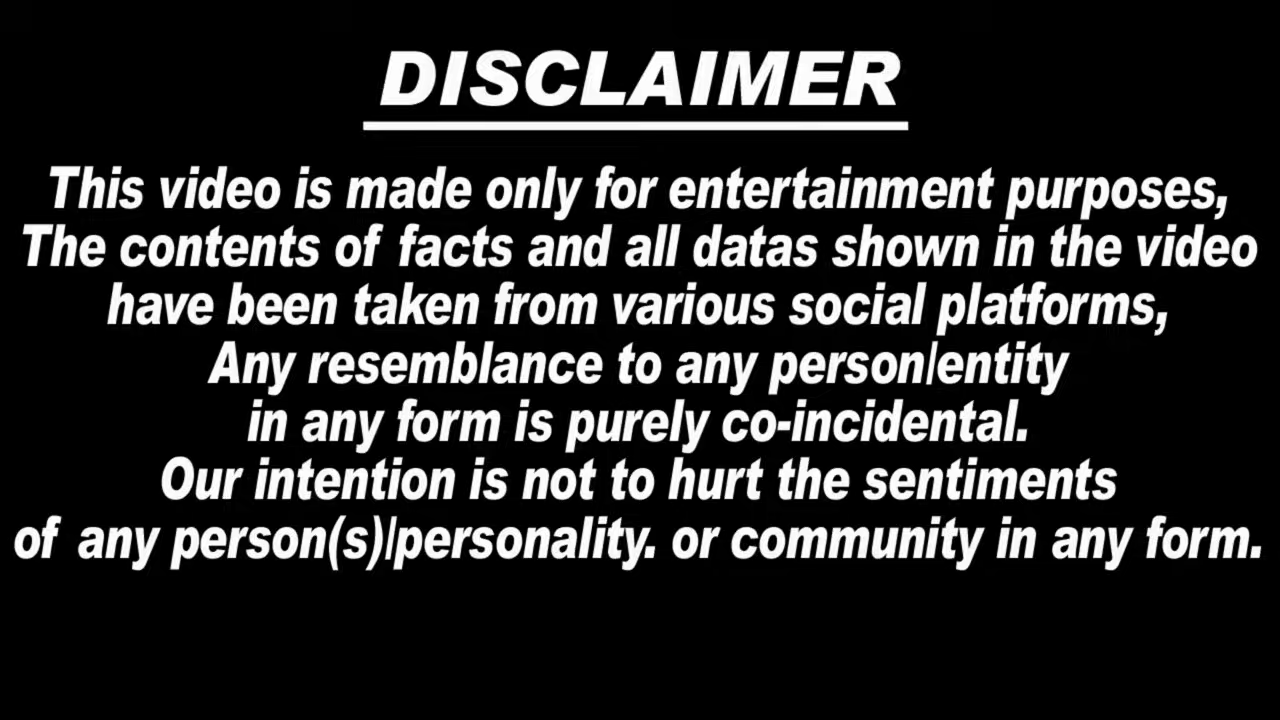 DISCLAIMER
This video is made only for entertainment purposes,
The contents of facts and all datas shown in the video
have been taken from various social platforms,
Any resemblance to any person|entity
in any form is purely co-incidental.
Our intention is not to hurt the sentiments
of any person(s)|personality. or community in any form.